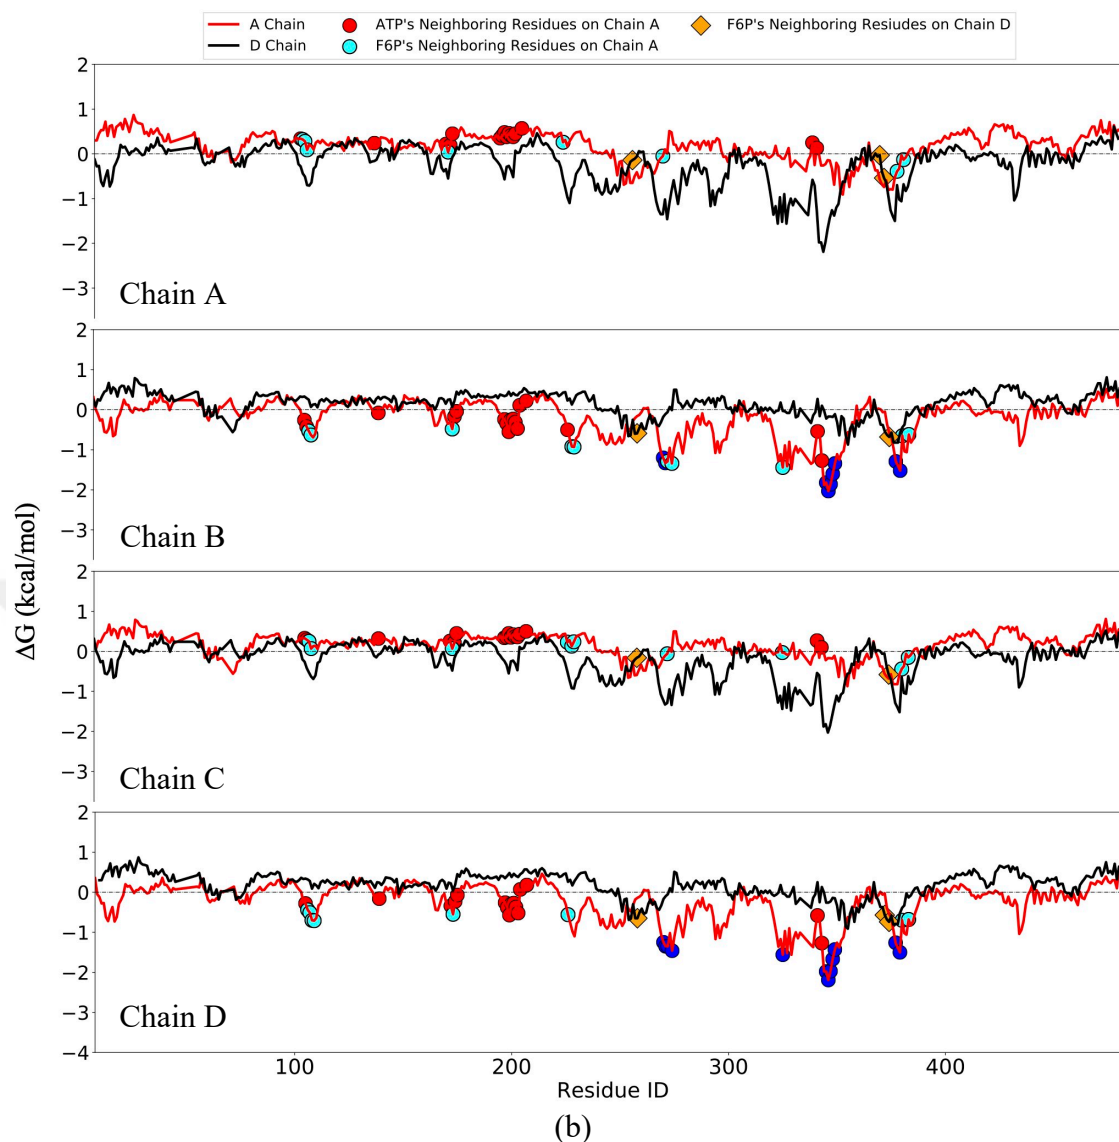 A Chain
D Chain
ATP's Neighboring Residues on Chain A
F6P's Neighboring Residues on Chain A
F6P's Neighboring Resiudes on Chain D
2
1
0
−1
−2
−3
Chain A
2
1
0
−1
−2
−3
Chain B
2
1
0
−1
−2
−3
Chain C
2
1
0
−1
−2
−3
−4
Chain D
ΔG (kcal/mol)
100
200
300
400
Residue ID
(b)